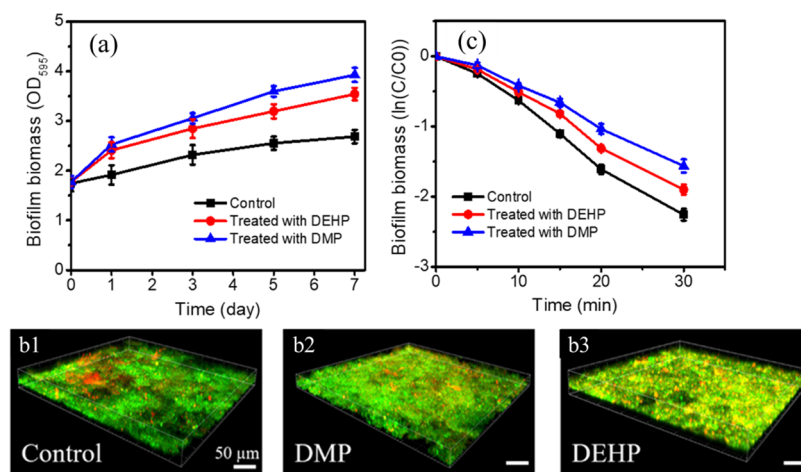 (a)
Biofilm biomass (OD595)
5
4
3
2
1
0
1
2
3
4
5
6
7
Time (day)
Control
Treated with DEHP
Treated with DMP
(c)
Biofilm biomass (ln(C/C0))
0
-1
-2
-3
0
10
20
30
Time (min)
Control
Treated with DEHP
Treated with DMP
b1
Control
50 μm
b2
DMP
b3
DEHP